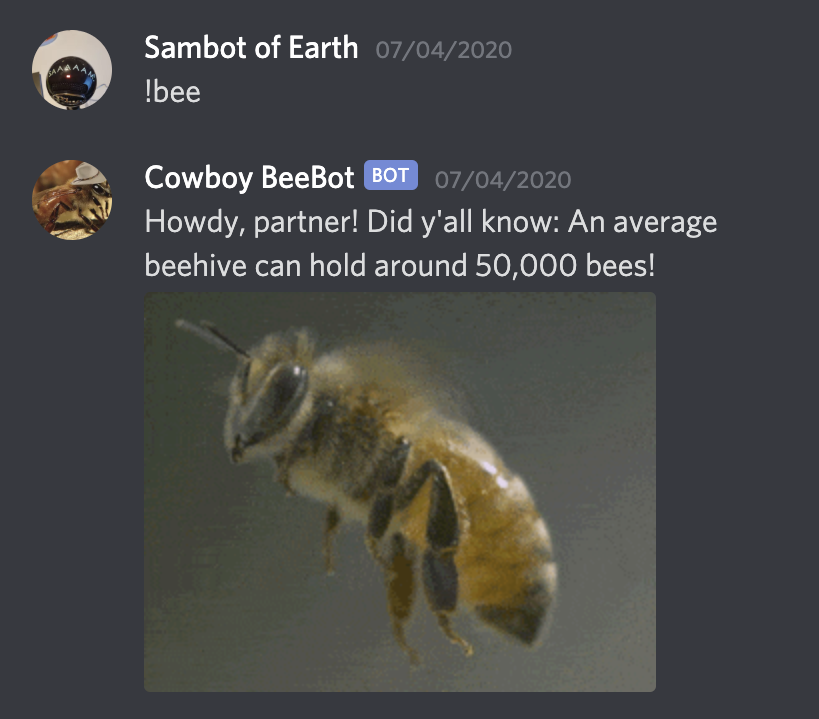 Sambot of Earth 07/04/2020
!bee
Cowboy BeeBot BOT 07/04/2020
Howdy, partner! Did y'all know: An average
beehive can hold around 50,000 bees!